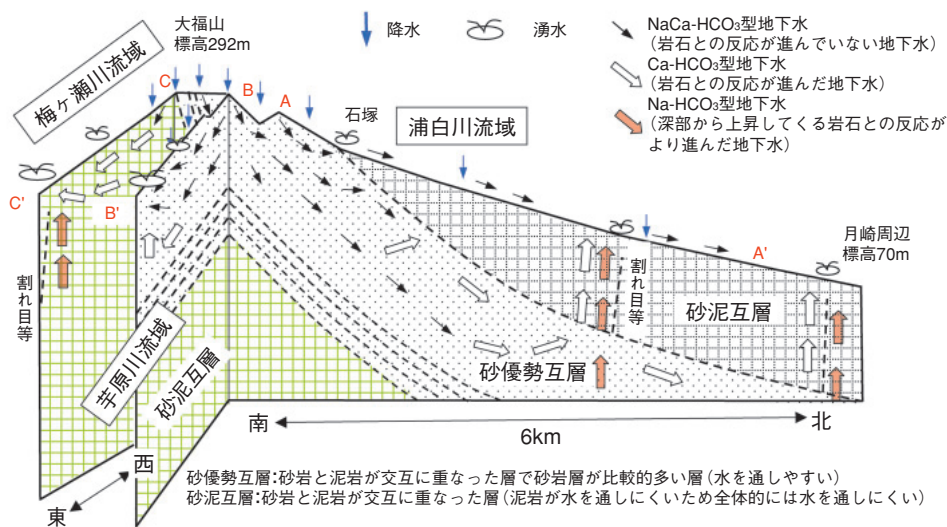 大福山
標高292m
降水
湧水
NaCa-HCO₃型地下水
(岩石との反応が進んでいない地下水)
Ca-HCO₃型地下水
(岩石との反応が進んだ地下水)
Na-HCO₃型地下水
(深部から上昇してくる岩石との反応が
より進んだ地下水)
梅ヶ瀬川流域
C
B
A
石塚
浦白川流域
C'
B'
A'
月崎周辺
標高70m
割れ目等
割れ目等
砂泥互層
芋原川流域
砂泥互層
砂優勢互層
南
北
6km
西
東
砂優勢互層:砂岩と泥岩が交互に重なった層で砂岩層が比較的多い層(水を通しやすい)
砂泥互層:砂岩と泥岩が交互に重なった層(泥岩が水を通しにくいため全体的には水を通しにくい)